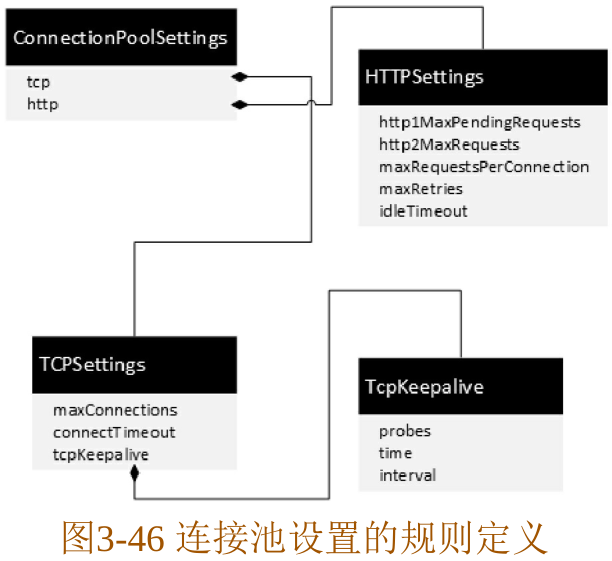 ConnectionPoolSettings
tcp
http
HTTPSettings
http1MaxPendingRequests
http2MaxRequests
maxRequestsPerConnection
maxRetries
idleTimeout
TCPSettings
maxConnections
connectTimeout
tcpKeepalive
TcpKeepalive
probes
time
interval
图3-46 连接池设置的规则定义